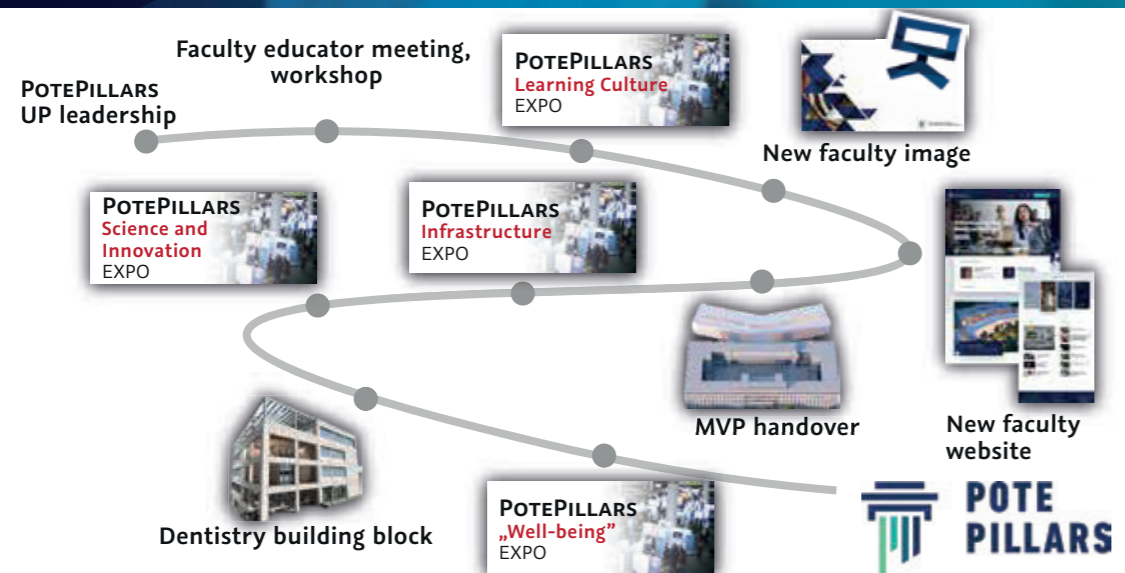 POTEPILLARS
UP leadership
Faculty educator meeting,
workshop
POTEPILLARS
Learning Culture
EXPO
New faculty image
POTEPILLARS
Science and
Innovation
EXPO
POTEPILLARS
Infrastructure
EXPO
MVP handover
New faculty
website
Dentistry building block
POTEPILLARS
„Well-being”
EXPO
POTE
PILLARS